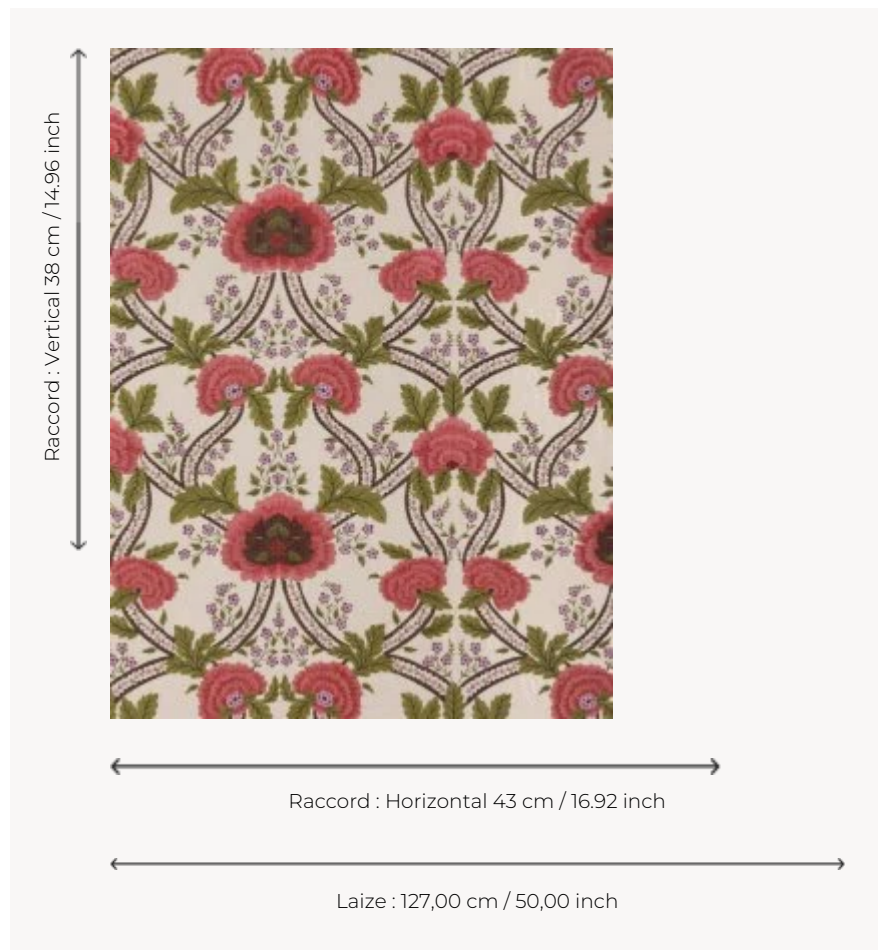 Raccord : Vertical 38 cm / 14.96 inch
Raccord : Horizontal 43 cm / 16.92 inch
Laize : 127,00 cm / 50,00 inch